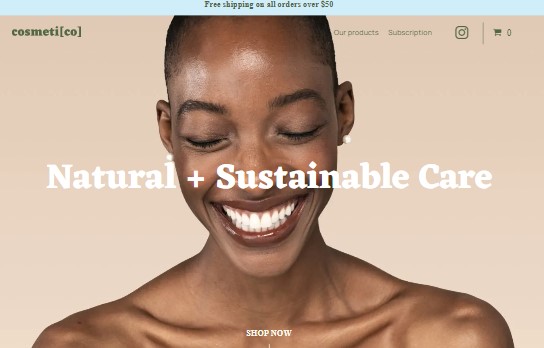 Free shipping on all orders over $50
cosmeti[co]
Our products Subscription 0
Natural + Sustainable Care
SHOP NOW